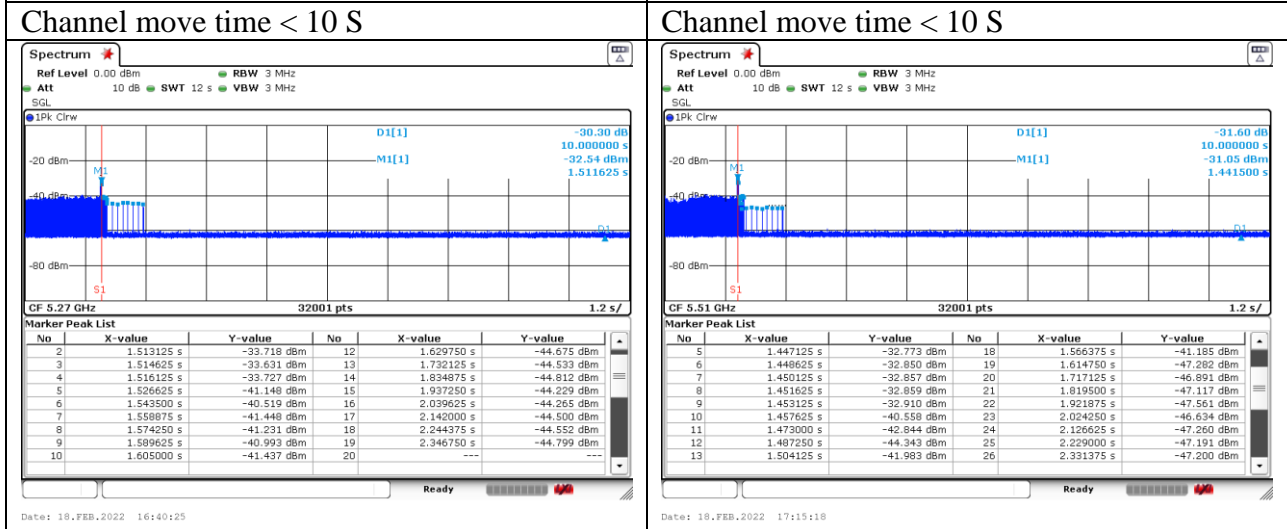 Channel move time < 10 S
Spectrum
Ref Level 0.00 dBm RBW 3 MHz
Att 10 dB SWT 12 s VBW 3 MHz
SGL
1Pk Clrw
D1[1] -30.30 dB
10.000000 s
-20 dBm M1[1] -32.54 dBm
M1 1.511625 s
-40 dBm
D1
-80 dBm
S1
CF 5.27 GHz 32001 pts 1.2 s/
Marker Peak List
No X-value Y-value No X-value Y-value
2 1.513125 s -33.718 dBm 12 1.629750 s -44.675 dBm
3 1.514625 s -33.631 dBm 13 1.732125 s -44.533 dBm
4 1.516125 s -33.727 dBm 14 1.834875 s -44.812 dBm
5 1.526625 s -41.148 dBm 15 1.937250 s -44.229 dBm
6 1.543500 s -40.519 dBm 16 2.039625 s -44.265 dBm
7 1.558875 s -41.448 dBm 17 2.142000 s -44.500 dBm
8 1.574250 s -41.231 dBm 18 2.244375 s -44.552 dBm
9 1.589625 s -40.993 dBm 19 2.346750 s -44.799 dBm
10 1.605000 s -41.437 dBm 20 --- ---
Ready
Date: 18.FEB.2022 16:40:25
Channel move time < 10 S
Spectrum
Ref Level 0.00 dBm RBW 3 MHz
Att 10 dB SWT 12 s VBW 3 MHz
SGL
1Pk Clrw
D1[1] -31.60 dB
10.000000 s
-20 dBm M1[1] -31.05 dBm
M1 1.441500 s
-40 dBm
D1
-80 dBm
S1
CF 5.51 GHz 32001 pts 1.2 s/
Marker Peak List
No X-value Y-value No X-value Y-value
5 1.447125 s -32.773 dBm 18 1.566375 s -41.185 dBm
6 1.448625 s -32.850 dBm 19 1.614750 s -47.282 dBm
7 1.450125 s -32.857 dBm 20 1.717125 s -46.891 dBm
8 1.451625 s -32.859 dBm 21 1.819500 s -47.117 dBm
9 1.453125 s -32.910 dBm 22 1.921875 s -47.561 dBm
10 1.457625 s -40.558 dBm 23 2.024250 s -46.634 dBm
11 1.473000 s -42.844 dBm 24 2.126625 s -47.260 dBm
12 1.487250 s -44.343 dBm 25 2.229000 s -47.191 dBm
13 1.504125 s -41.983 dBm 26 2.331375 s -47.200 dBm
Ready
Date: 18.FEB.2022 17:15:18